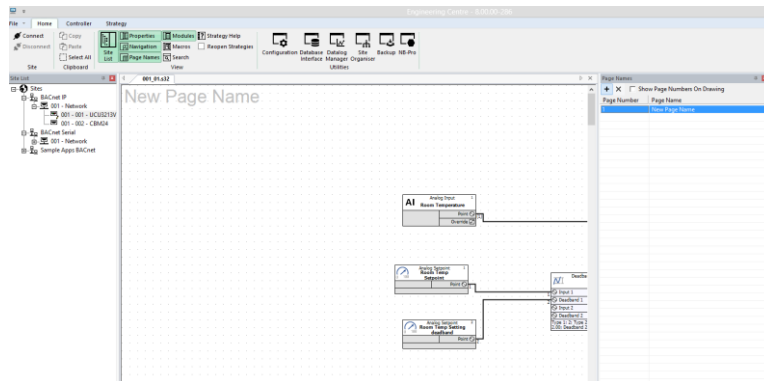 Engineering Centre - 8.00.00-206
File Home Controller Strategy
Connect
Disconnect
Site
Copy
Paste
Select All
Clipboard
Site List
Properties
Navigation
Page Names
Modules
Macros
Search
Strategy Help
Reopen Strategies
View
Configuration
Database Interface
Datalog Manager
Site Organiser
Backup
NB-Pro
Utilities
Site List
Sites
BACnet IP
001 - Network
001 - 001 - UCU5213V
001 - 002 - CBM24
BACnet Serial
001 - Network
Sample Apps BACnet
001_01.s32
New Page Name
Analog Input
AI Room Temperature
Point
Override
Analog Setpoint
Room Temp
Setpoint
Point
Analog Setpoint
Room Temp Setting
deadband
Point
Deadba
Input 1
Deadband 1
Input 2
Deadband 2
Page Names
Show Page Numbers On Drawing
Page Number Page Name
1 New Page Name